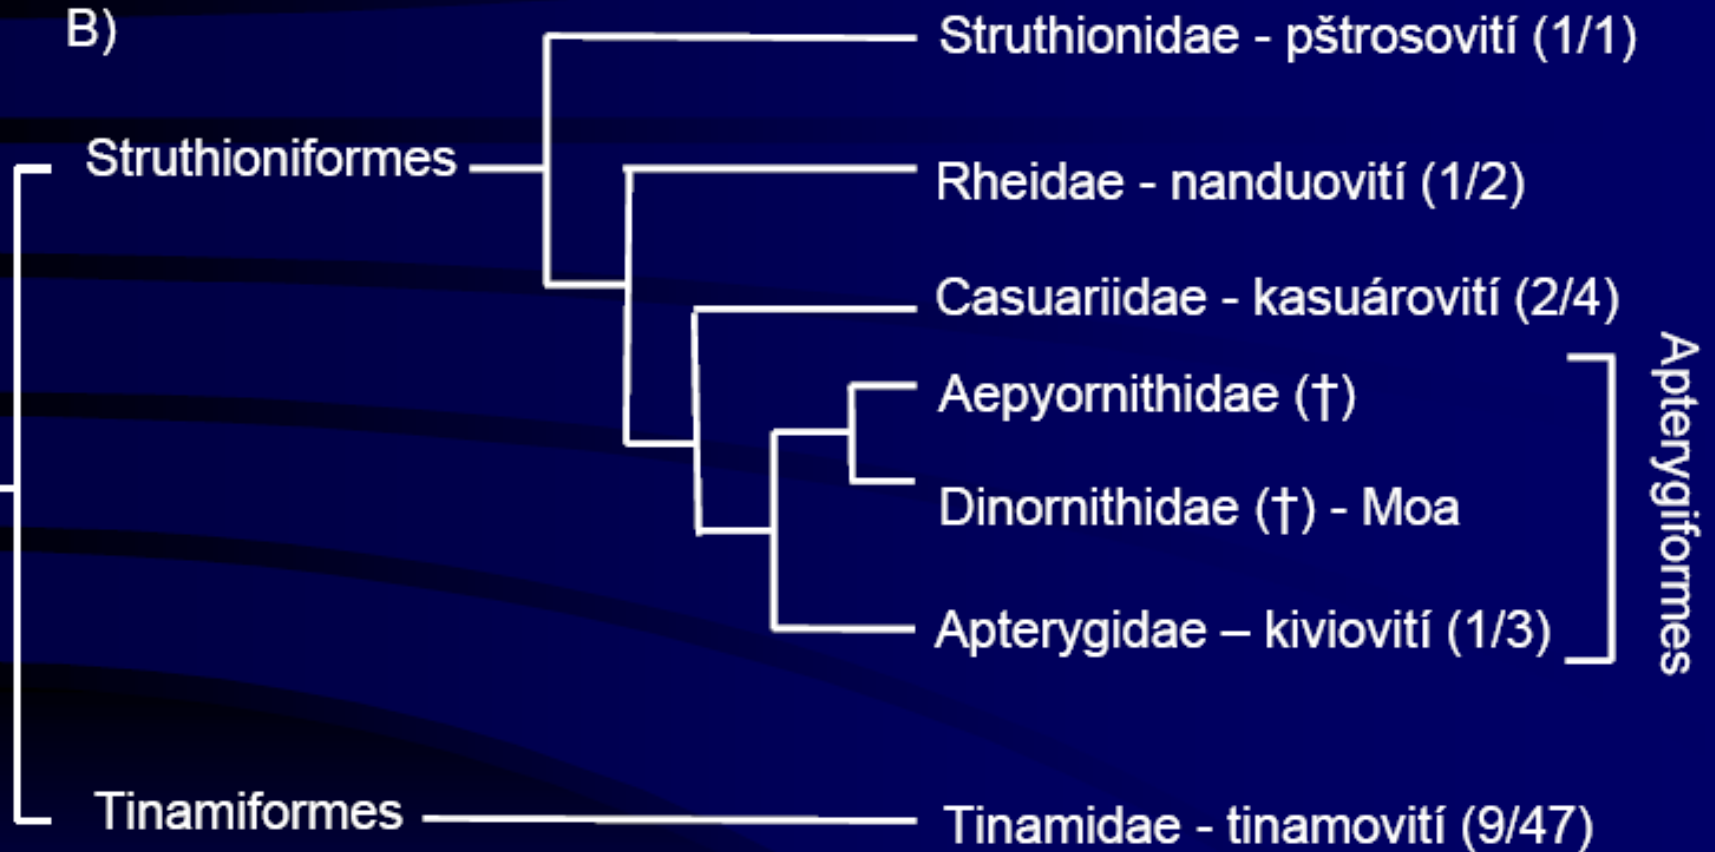 B)
Struthionidae - pštrosovití (1/1)
Struthioniformes
Rheidae - nanduovití (1/2)
Casuariidae - kasuárovití (2/4)
Aepyornithidae (†)
Dinornithidae (†) - Moa
Apterygidae – kiviovití (1/3)
Apterygiformes
Tinamiformes
Tinamidae - tinamovití (9/47)